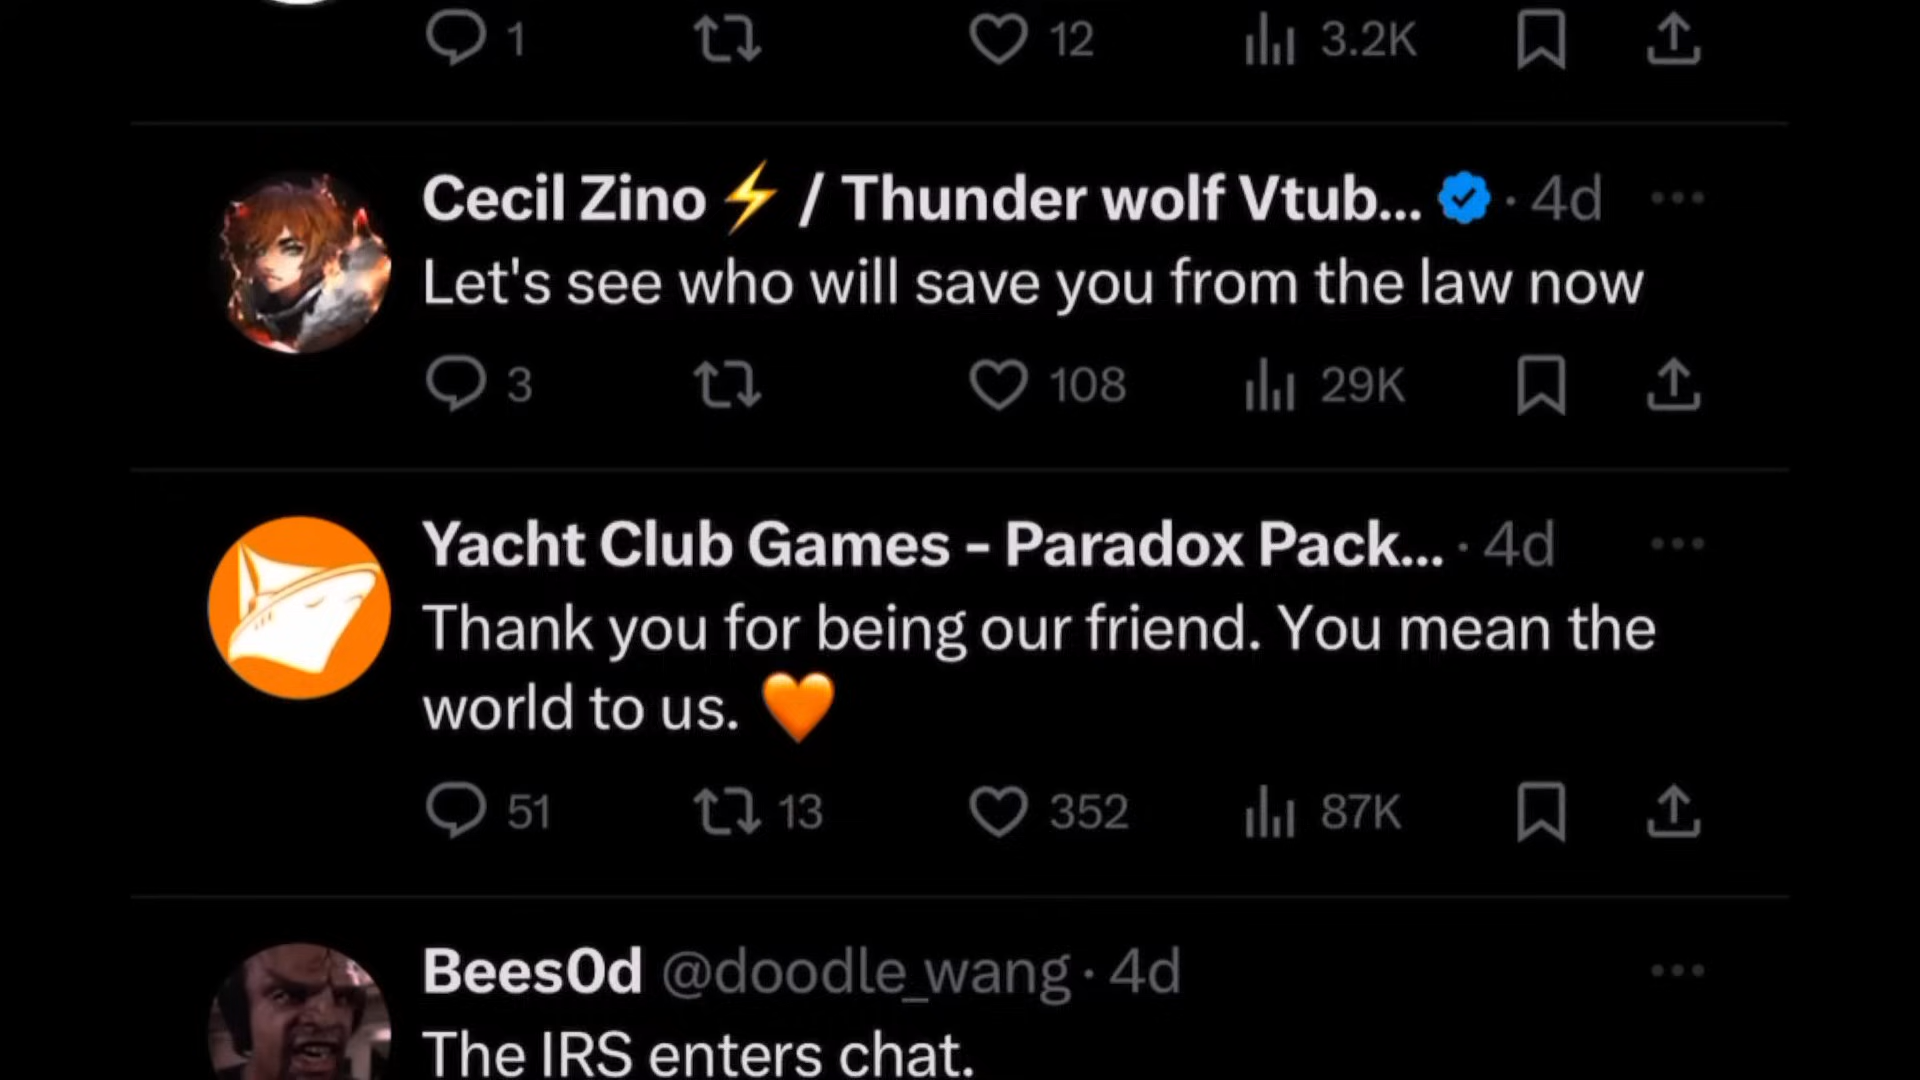 1 12 3.2K
Cecil Zino ⚡ / Thunder wolf Vtub... · 4d ...
Let's see who will save you from the law now
3 108 29K
Yacht Club Games - Paradox Pack... · 4d ...
Thank you for being our friend. You mean the
world to us. 🧡
51 13 352 87K
BeesOd @doodle_wang · 4d ...
The IRS enters chat.